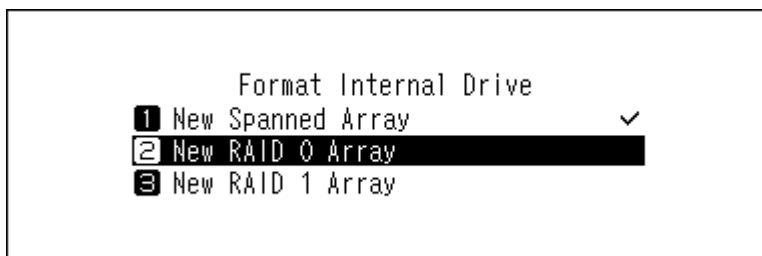 Format Internal Drive
1 New Spanned Array ✓
2 New RAID 0 Array
3 New RAID 1 Array